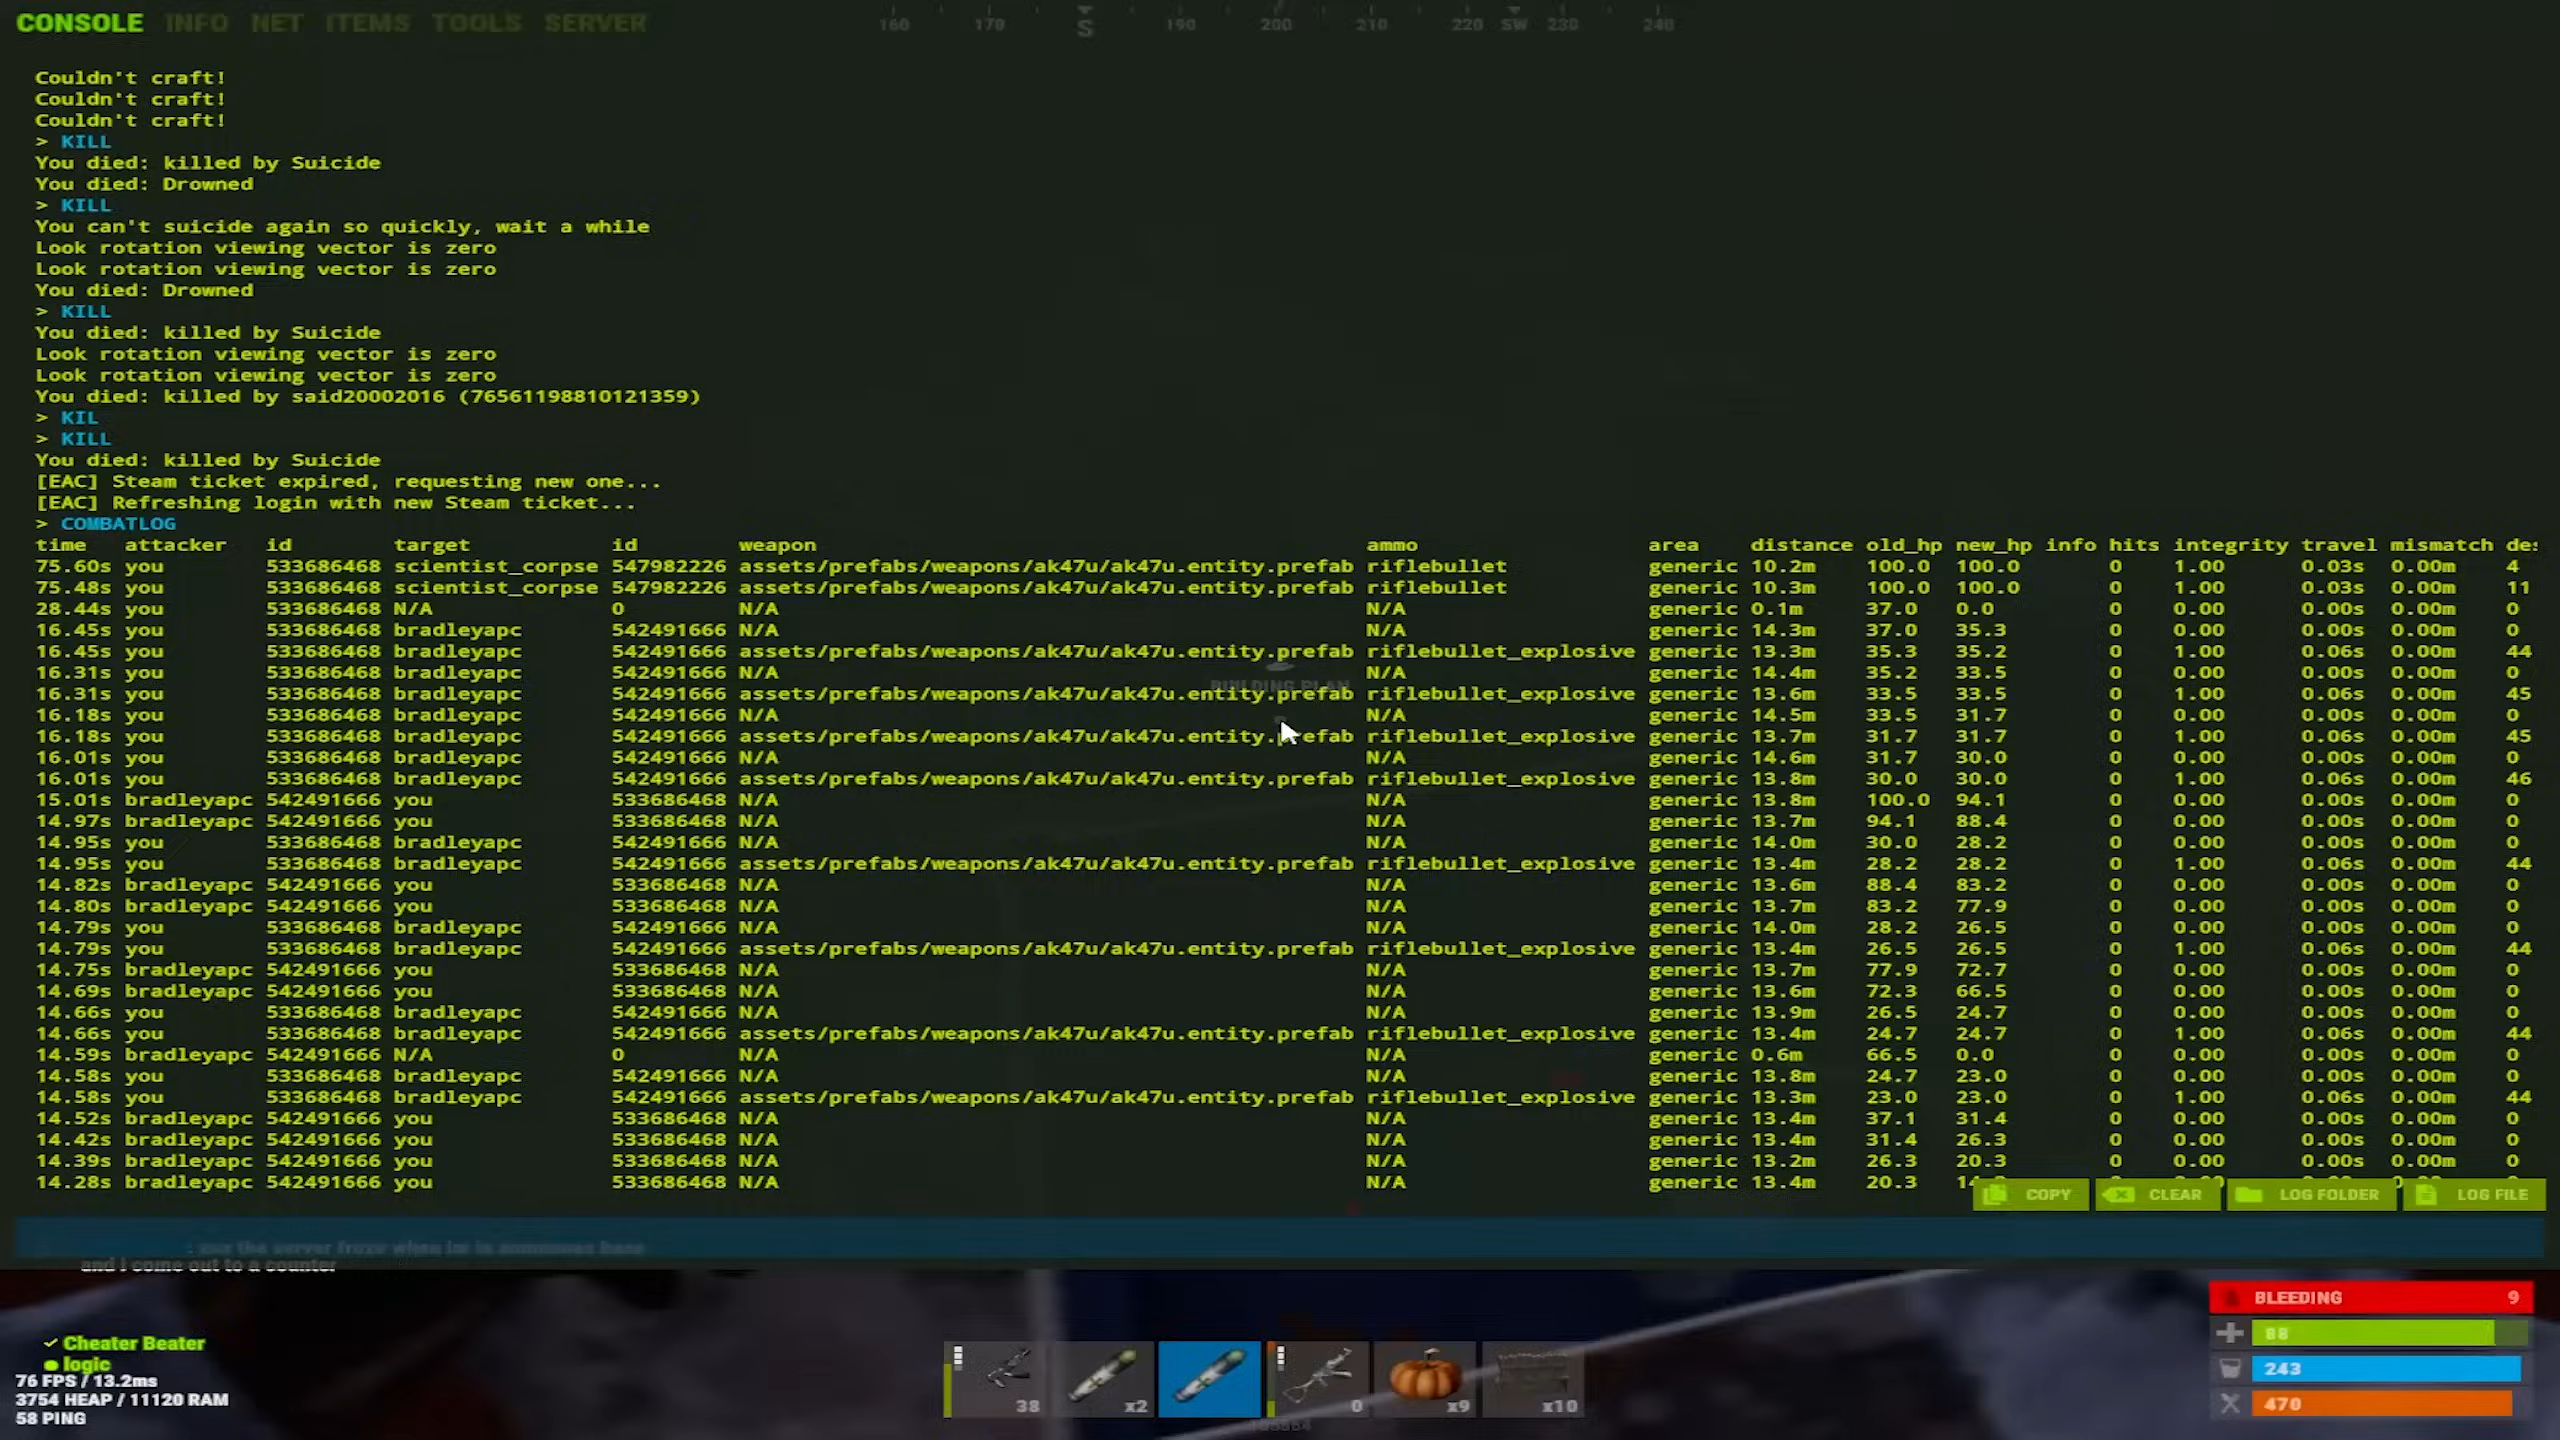 CONSOLE INFO NET ITEMS TOOLS SERVER
160 170 S 190 200 210 220 SW 230 240
Couldn't craft!
Couldn't craft!
Couldn't craft!
> KILL
You died: killed by Suicide
You died: Drowned
> KILL
You can't suicide again so quickly, wait a while
Look rotation viewing vector is zero
Look rotation viewing vector is zero
You died: Drowned
> KILL
You died: killed by Suicide
Look rotation viewing vector is zero
Look rotation viewing vector is zero
You died: killed by said20002016 (76561198810121359)
> KIL
> KILL
You died: killed by Suicide
[EAC] Steam ticket expired, requesting new one...
[EAC] Refreshing login with new Steam ticket...
> COMBATLOG
time attacker id target id weapon ammo area distance old_hp new_hp info hits integrity travel mismatch des
75.60s you 533686468 scientist_corpse 547982226 assets/prefabs/weapons/ak47u/ak47u.entity.prefab riflebullet generic 10.2m 100.0 100.0 0 1.00 0.03s 0.00m 4
75.48s you 533686468 scientist_corpse 547982226 assets/prefabs/weapons/ak47u/ak47u.entity.prefab riflebullet generic 10.3m 100.0 100.0 0 1.00 0.03s 0.00m 11
28.44s you 533686468 N/A 0 N/A N/A generic 0.1m 37.0 0.0 0 0.00 0.00s 0.00m 0
16.45s you 533686468 bradleyapc 542491666 N/A N/A generic 14.3m 37.0 35.3 0 0.00 0.00s 0.00m 0
16.45s you 533686468 bradleyapc 542491666 assets/prefabs/weapons/ak47u/ak47u.entity.prefab riflebullet_explosive generic 13.3m 35.3 35.2 0 1.00 0.06s 0.00m 44
16.31s you 533686468 bradleyapc 542491666 N/A N/A generic 14.4m 35.2 33.5 0 0.00 0.00s 0.00m 0
16.31s you 533686468 bradleyapc 542491666 assets/prefabs/weapons/ak47u/ak47u.entity.prefab riflebullet_explosive generic 13.6m 33.5 33.5 0 1.00 0.06s 0.00m 45
16.18s you 533686468 bradleyapc 542491666 N/A N/A generic 14.5m 33.5 31.7 0 0.00 0.00s 0.00m 0
16.18s you 533686468 bradleyapc 542491666 assets/prefabs/weapons/ak47u/ak47u.entity.prefab riflebullet_explosive generic 13.7m 31.7 31.7 0 1.00 0.06s 0.00m 45
16.01s you 533686468 bradleyapc 542491666 N/A N/A generic 14.6m 31.7 30.0 0 0.00 0.00s 0.00m 0
16.01s you 533686468 bradleyapc 542491666 assets/prefabs/weapons/ak47u/ak47u.entity.prefab riflebullet_explosive generic 13.8m 30.0 30.0 0 1.00 0.06s 0.00m 46
15.01s bradleyapc 542491666 you 533686468 N/A N/A generic 13.8m 100.0 94.1 0 0.00 0.00s 0.00m 0
14.97s bradleyapc 542491666 you 533686468 N/A N/A generic 13.7m 94.1 88.4 0 0.00 0.00s 0.00m 0
14.95s you 533686468 bradleyapc 542491666 N/A N/A generic 14.0m 30.0 28.2 0 0.00 0.00s 0.00m 0
14.95s you 533686468 bradleyapc 542491666 assets/prefabs/weapons/ak47u/ak47u.entity.prefab riflebullet_explosive generic 13.4m 28.2 28.2 0 1.00 0.06s 0.00m 44
14.82s bradleyapc 542491666 you 533686468 N/A N/A generic 13.6m 88.4 83.2 0 0.00 0.00s 0.00m 0
14.80s bradleyapc 542491666 you 533686468 N/A N/A generic 13.7m 83.2 77.9 0 0.00 0.00s 0.00m 0
14.79s you 533686468 bradleyapc 542491666 N/A N/A generic 14.0m 28.2 26.5 0 0.00 0.00s 0.00m 0
14.79s you 533686468 bradleyapc 542491666 assets/prefabs/weapons/ak47u/ak47u.entity.prefab riflebullet_explosive generic 13.4m 26.5 26.5 0 1.00 0.06s 0.00m 44
14.75s bradleyapc 542491666 you 533686468 N/A N/A generic 13.7m 77.9 72.7 0 0.00 0.00s 0.00m 0
14.69s bradleyapc 542491666 you 533686468 N/A N/A generic 13.6m 72.3 66.5 0 0.00 0.00s 0.00m 0
14.66s you 533686468 bradleyapc 542491666 N/A N/A generic 13.9m 26.5 24.7 0 0.00 0.00s 0.00m 0
14.66s you 533686468 bradleyapc 542491666 assets/prefabs/weapons/ak47u/ak47u.entity.prefab riflebullet_explosive generic 13.4m 24.7 24.7 0 1.00 0.06s 0.00m 44
14.59s bradleyapc 542491666 N/A 0 N/A N/A generic 0.6m 66.5 0.0 0 0.00 0.00s 0.00m 0
14.58s you 533686468 bradleyapc 542491666 N/A N/A generic 13.8m 24.7 23.0 0 0.00 0.00s 0.00m 0
14.58s you 533686468 bradleyapc 542491666 assets/prefabs/weapons/ak47u/ak47u.entity.prefab riflebullet_explosive generic 13.3m 23.0 23.0 0 1.00 0.06s 0.00m 44
14.52s bradleyapc 542491666 you 533686468 N/A N/A generic 13.4m 37.1 31.4 0 0.00 0.00s 0.00m 0
14.42s bradleyapc 542491666 you 533686468 N/A N/A generic 13.4m 31.4 26.3 0 0.00 0.00s 0.00m 0
14.39s bradleyapc 542491666 you 533686468 N/A N/A generic 13.2m 26.3 20.3 0 0.00 0.00s 0.00m 0
14.28s bradleyapc 542491666 you 533686468 N/A N/A generic 13.4m 20.3
BUILDING PLAN
COPY CLEAR LOG FOLDER LOG FILE
the server froze when im in
and i come out to a counter
Cheater Beater
logic
76 FPS / 13.2ms
3754 HEAP / 11120 RAM
58 PING
38 x2 0 x9 x10
BLEEDING 9
88
243
470